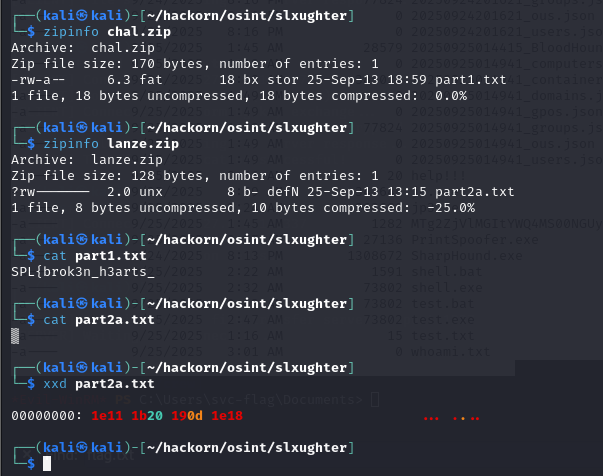 ┌──(kali㉿kali)-[~/hackorn/osint/slxughter]
└─$ zipinfo chal.zip
Archive:  chal.zip
Zip file size: 170 bytes, number of entries: 1
-rw-a--     6.3 fat       18 bx stor 25-Sep-13 18:59 part1.txt
1 file, 18 bytes uncompressed, 18 bytes compressed:  0.0%
┌──(kali㉿kali)-[~/hackorn/osint/slxughter]
└─$ zipinfo lanze.zip
Archive:  lanze.zip
Zip file size: 128 bytes, number of entries: 1
?rw-------  2.0 unx        8 b- defN 25-Sep-13 13:15 part2a.txt
1 file, 8 bytes uncompressed, 10 bytes compressed:  -25.0%
┌──(kali㉿kali)-[~/hackorn/osint/slxughter]
└─$ cat part1.txt
SPL{brok3n_h3arts_
┌──(kali㉿kali)-[~/hackorn/osint/slxughter]
└─$ cat part2a.txt
┌──(kali㉿kali)-[~/hackorn/osint/slxughter]
└─$ xxd part2a.txt
00000000: 1e11 1b20 190d 1e18                      ... ....
┌──(kali㉿kali)-[~/hackorn/osint/slxughter]
└─$